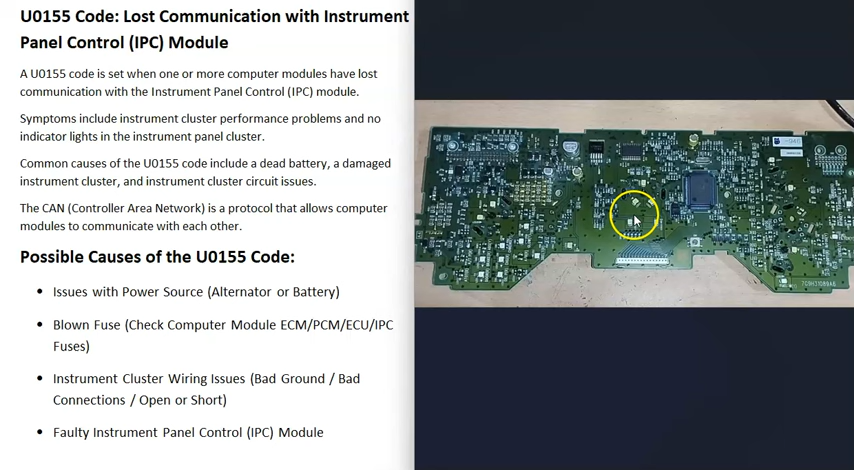 U0155 Code: Lost Communication with Instrument
Panel Control (IPC) Module
A U0155 code is set when one or more computer modules have lost
communication with the Instrument Panel Control (IPC) module.
Symptoms include instrument cluster performance problems and no
indicator lights in the instrument panel cluster.
Common causes of the U0155 code include a dead battery, a damaged
instrument cluster, and instrument cluster circuit issues.
The CAN (Controller Area Network) is a protocol that allows computer
modules to communicate with each other.
Possible Causes of the U0155 Code:
• Issues with Power Source (Alternator or Battery)
• Blown Fuse (Check Computer Module ECM/PCM/ECU/IPC
Fuses)
• Instrument Cluster Wiring Issues (Bad Ground / Bad
Connections / Open or Short)
• Faulty Instrument Panel Control (IPC) Module